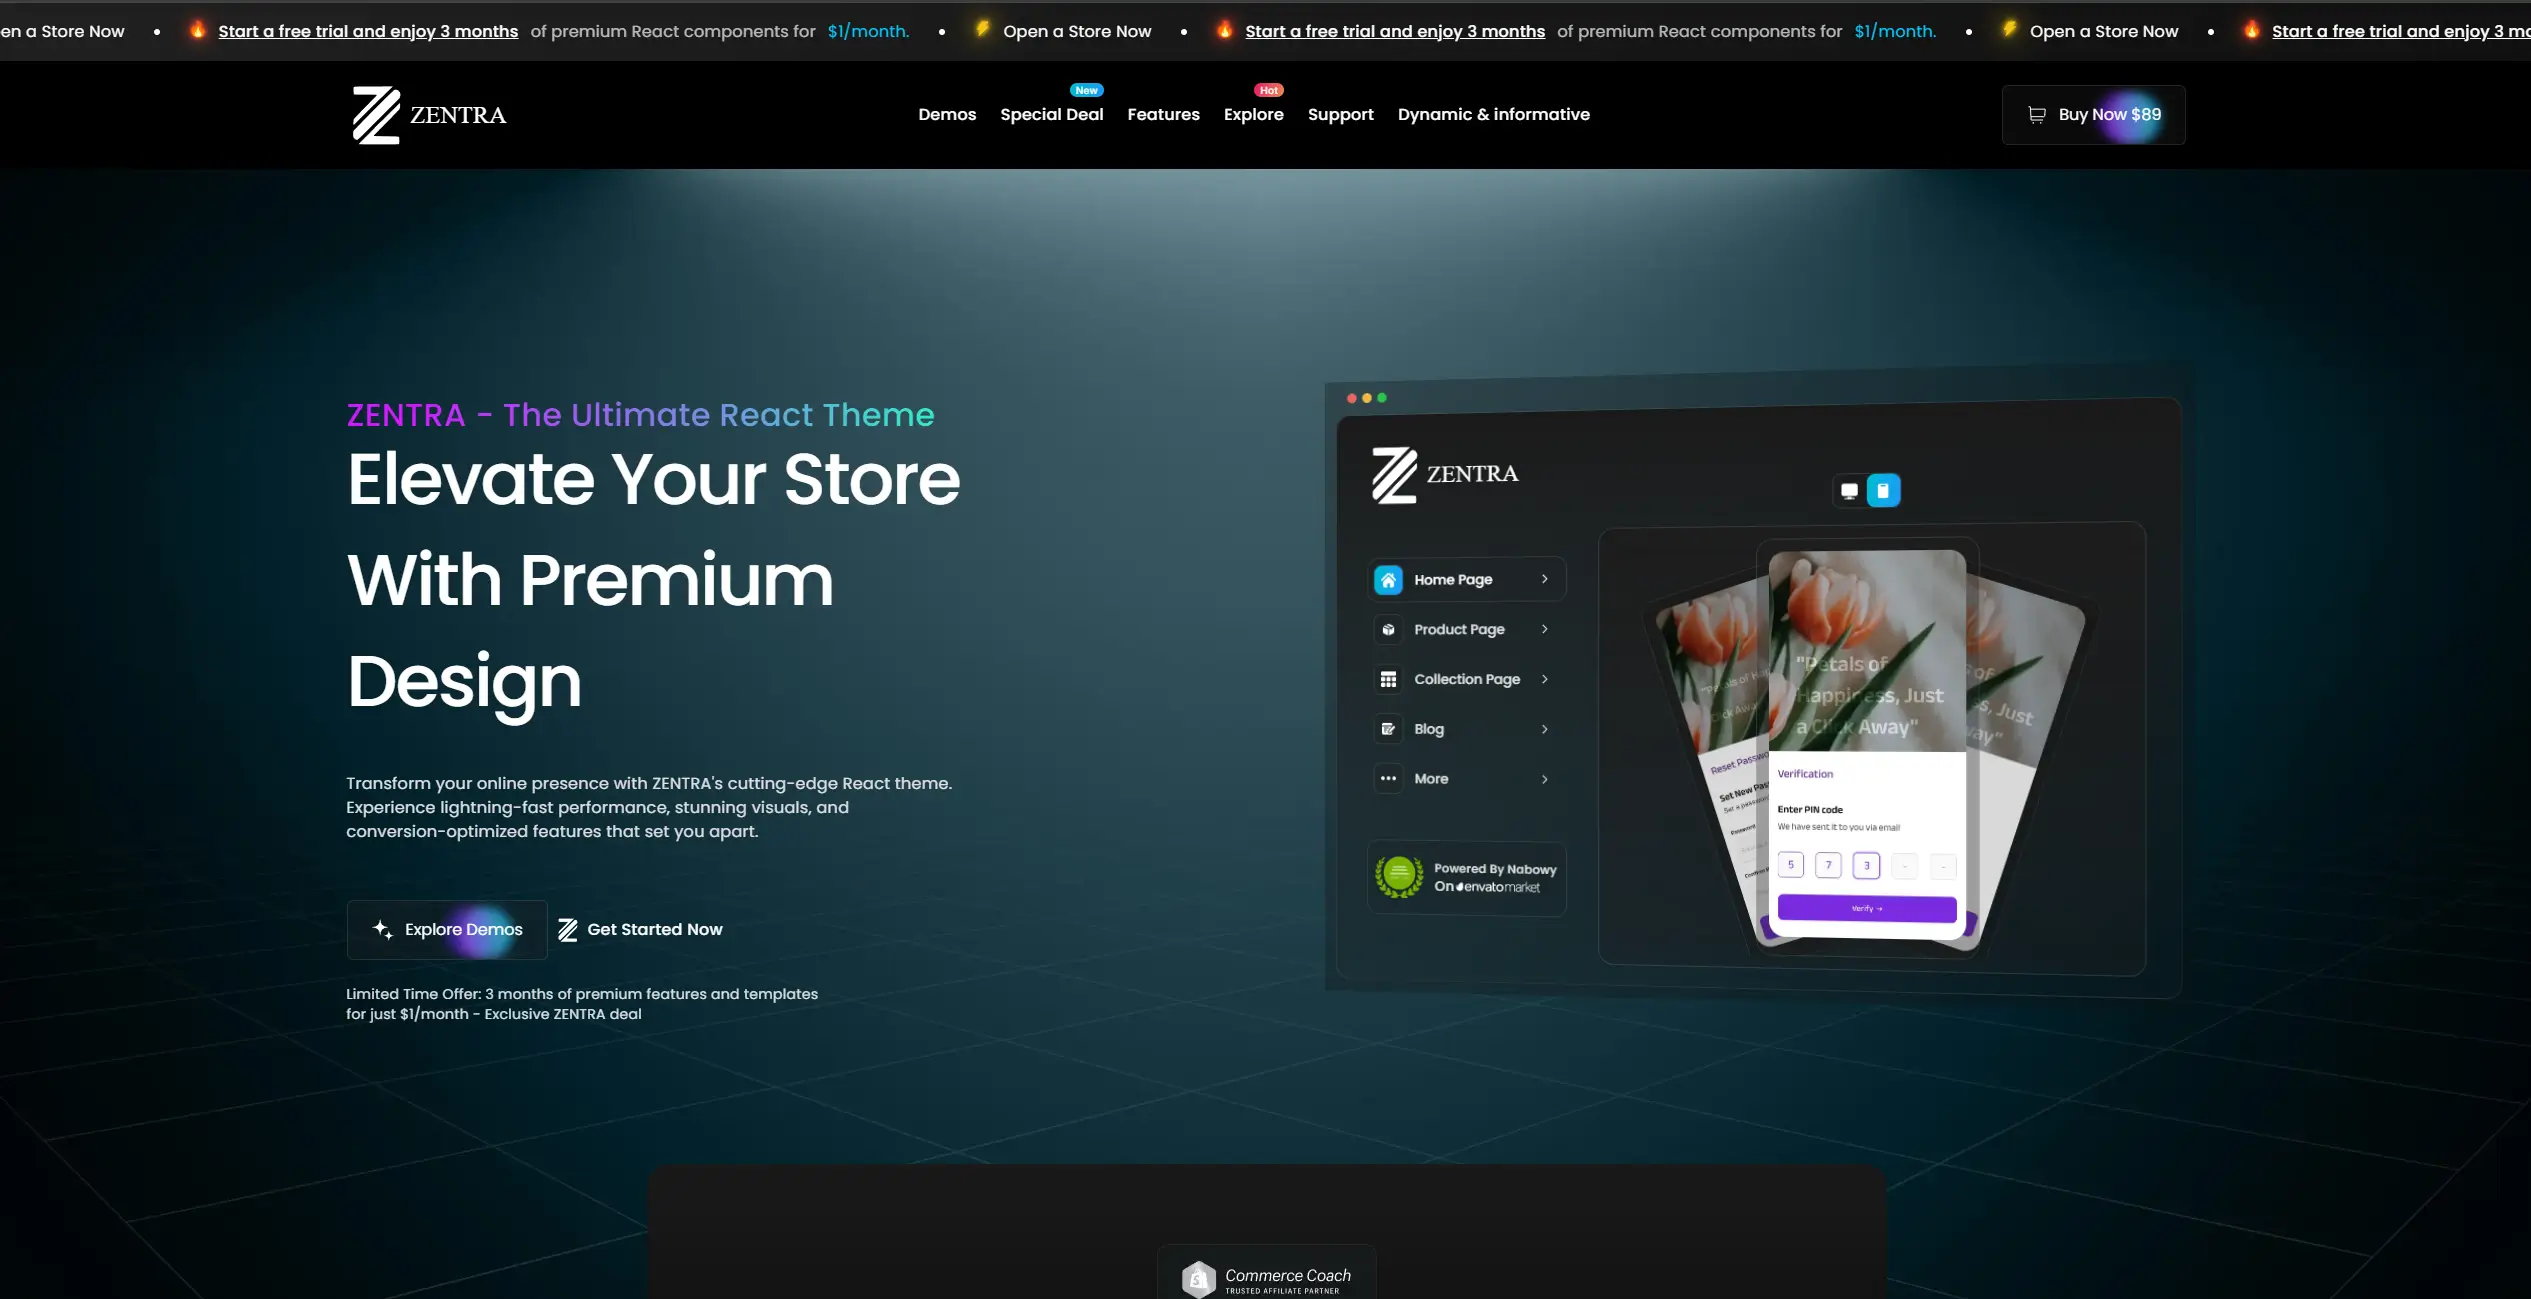 en a Store Now • Start a free trial and enjoy 3 months of premium React components for $1/month. • Open a Store Now • Start a free trial and enjoy 3 months of premium React components for $1/month. • Open a Store Now • Start a free trial and enjoy 3 mo
New
Hot
ZENTRA
Demos
Special Deal
Features
Explore
Support
Dynamic & informative
Buy Now $89
ZENTRA - The Ultimate React Theme
Elevate Your Store
With Premium
Design
Transform your online presence with ZENTRA's cutting-edge React theme.
Experience lightning-fast performance, stunning visuals, and
conversion-optimized features that set you apart.
Explore Demos
Get Started Now
Limited Time Offer: 3 months of premium features and templates
for just $1/month - Exclusive ZENTRA deal
ZENTRA
Home Page
Product Page
Collection Page
Blog
More
Powered By Nabowy
On envato market
"Petals of
Happiness, Just
a Click Away"
Verification
Enter PIN code
We have sent it to you via email
5 7 3 - -
Verify →
Reset Passwo
Set New Pas
Set a password
Password
s, Just
way"
Commerce Coach
TRUSTED AFFILIATE PARTNER